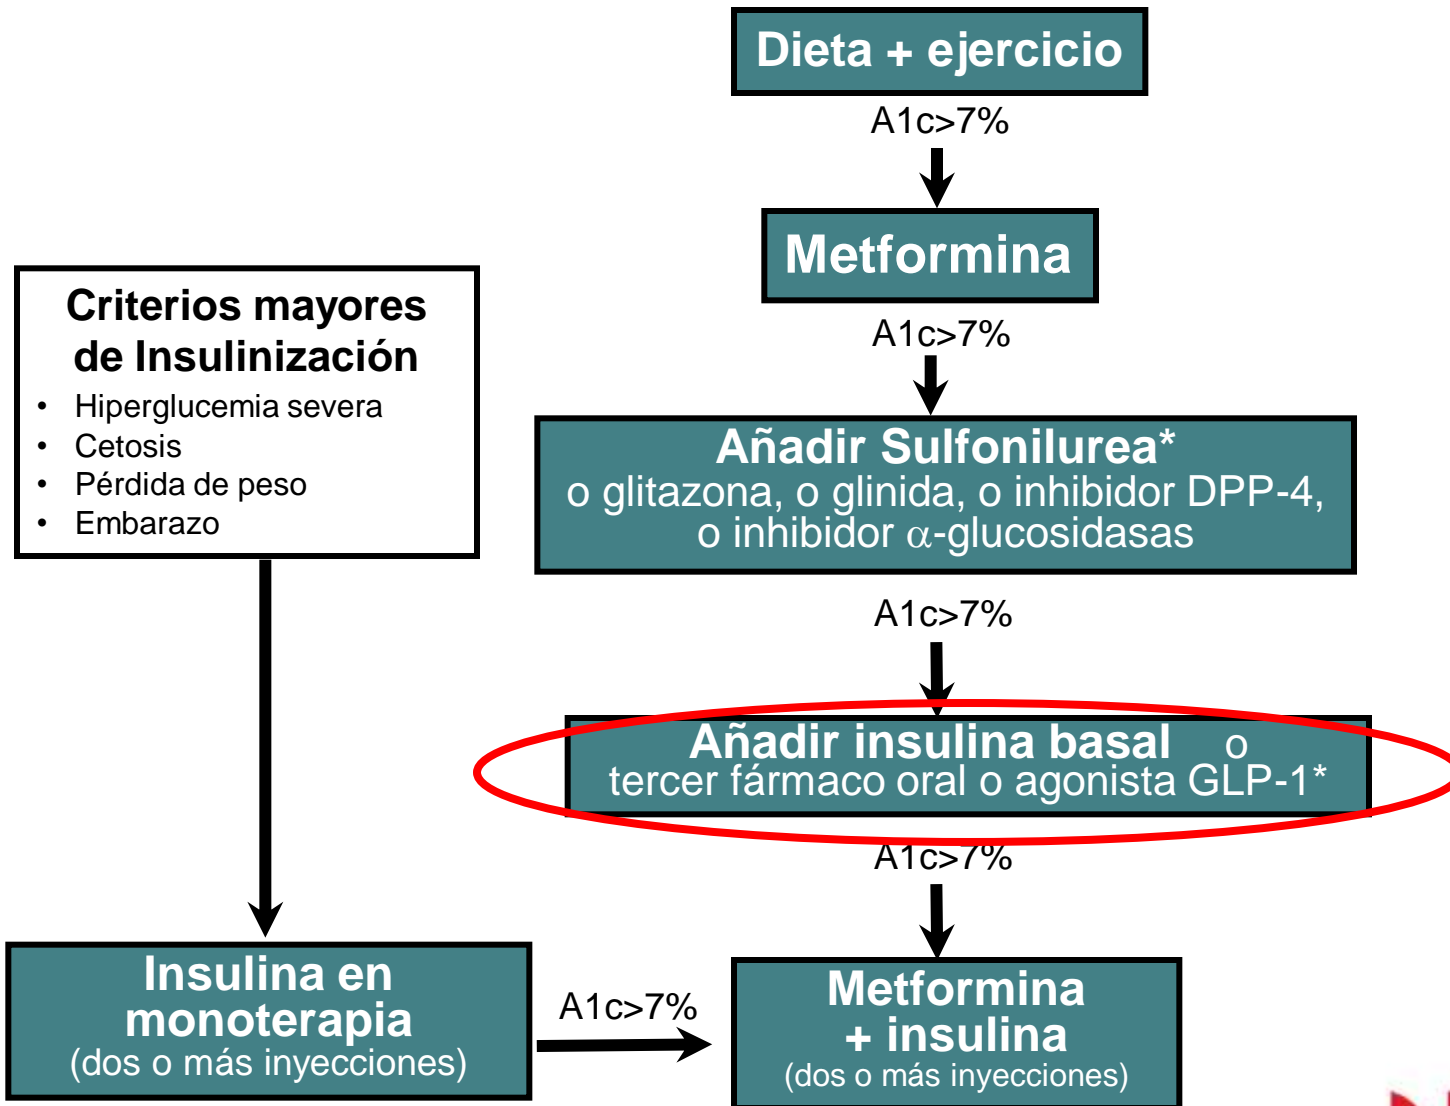 Dieta + ejercicio
A1c>7%
Metformina
A1c>7%
Criterios mayores
de Insulinización
• Hiperglucemia severa
• Cetosis
• Pérdida de peso
• Embarazo
Añadir Sulfonilurea*
o glitazona, o glinida, o inhibidor DPP-4,
o inhibidor α-glucosidasas
A1c>7%
Añadir insulina basal o
tercer fármaco oral o agonista GLP-1*
A1c>7%
Insulina en
monoterapia
(dos o más inyecciones)
A1c>7%
Metformina
+ insulina
(dos o más inyecciones)